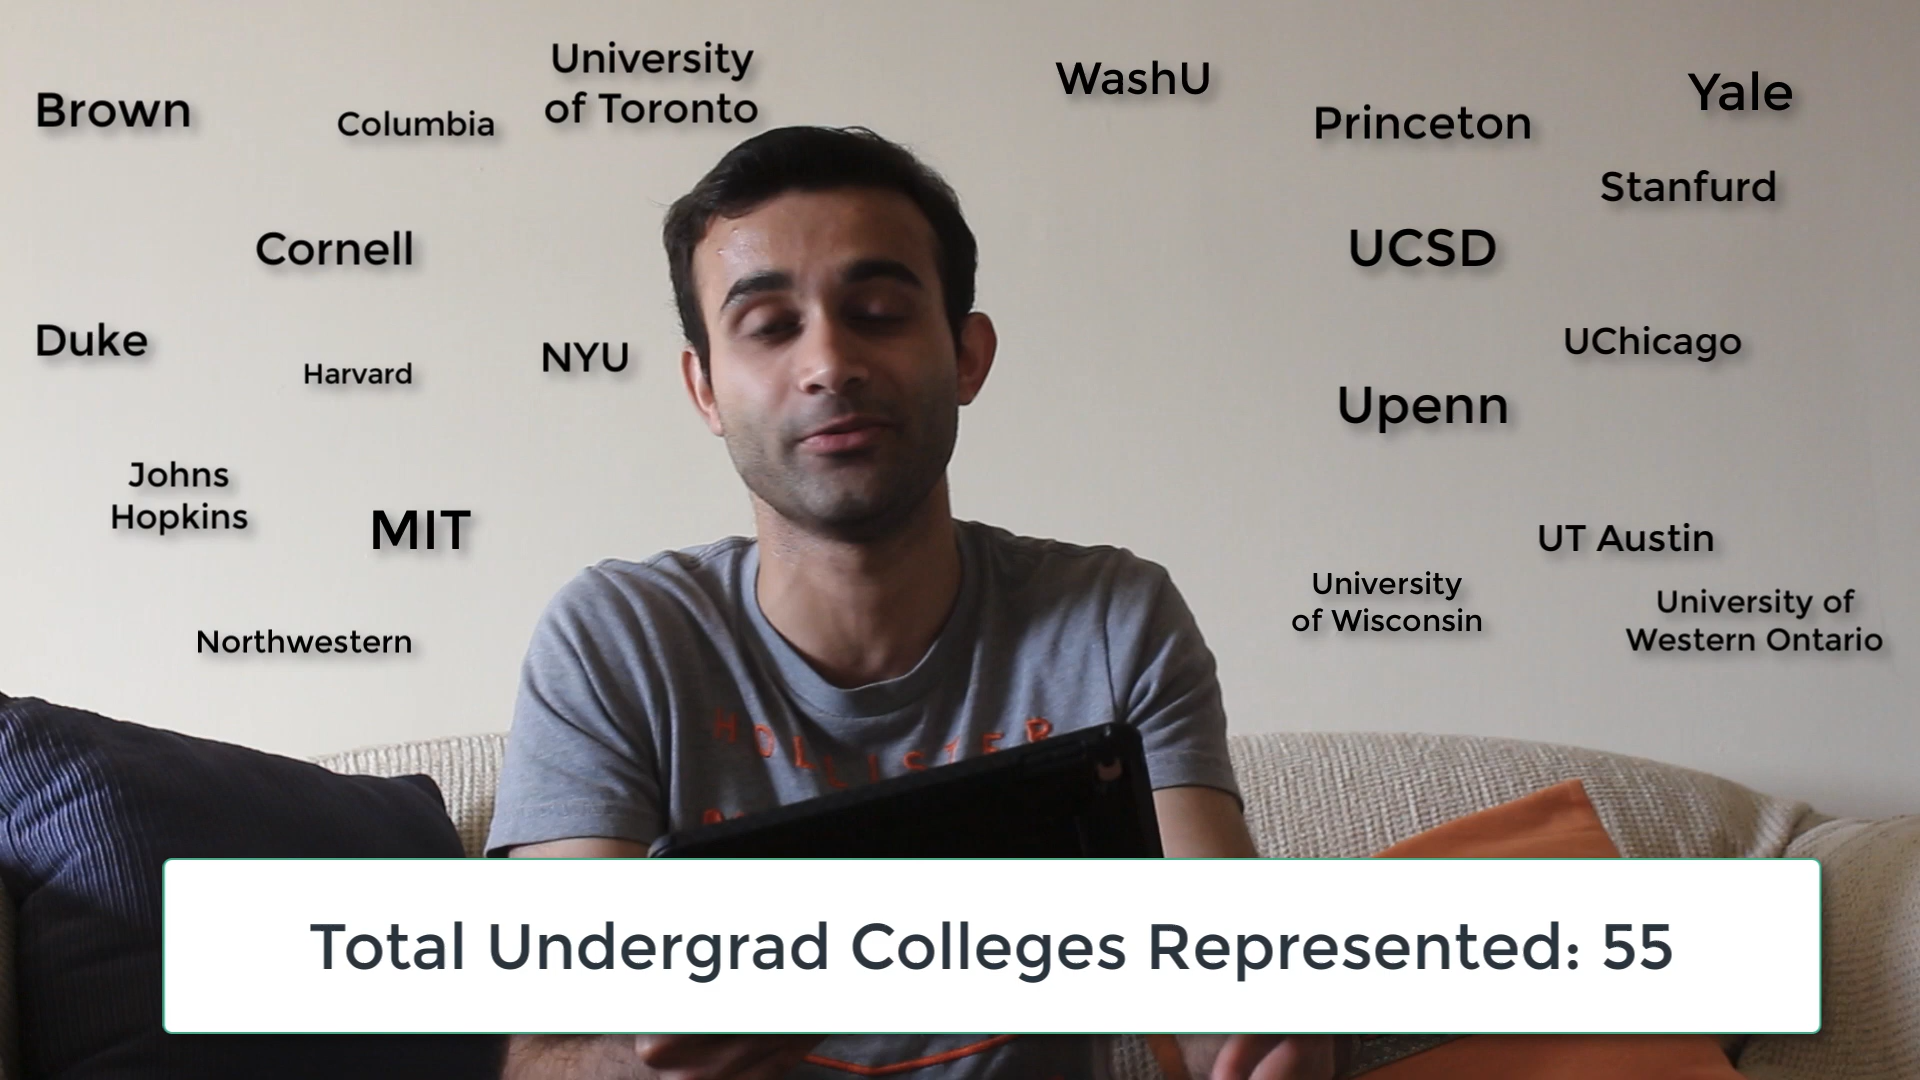 Brown
Columbia
University
of Toronto
WashU
Princeton
Yale
Stanfurd
Cornell
UCSD
Duke
Harvard
NYU
UChicago
Upenn
Johns
Hopkins
MIT
UT Austin
University
of Wisconsin
University of
Western Ontario
Northwestern
HOLLISTER
Total Undergrad Colleges Represented: 55